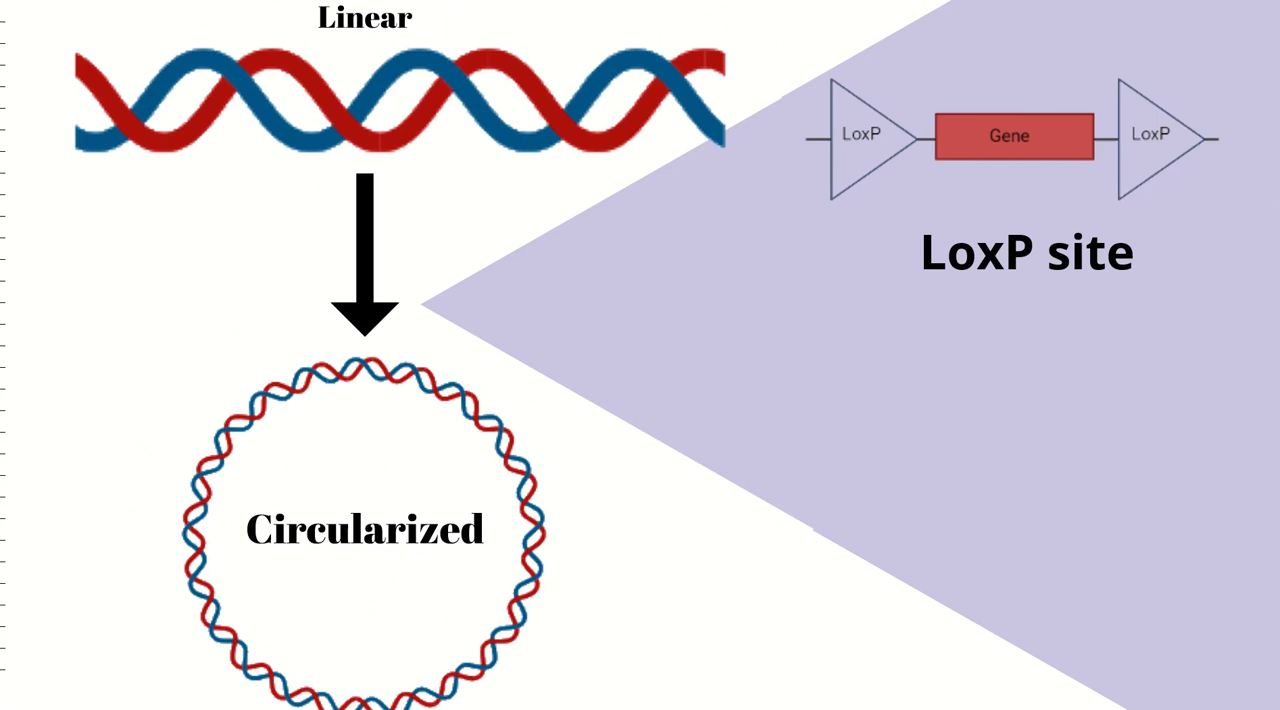 Linear
LoxP
Gene
LoxP
LoxP site
Circularized